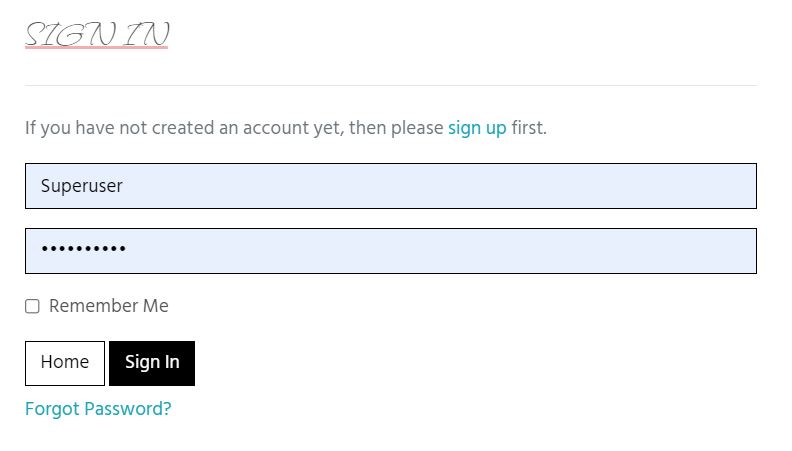 SIGN IN
If you have not created an account yet, then please sign up first.
Superuser
••••••••••
Remember Me
Home Sign In
Forgot Password?